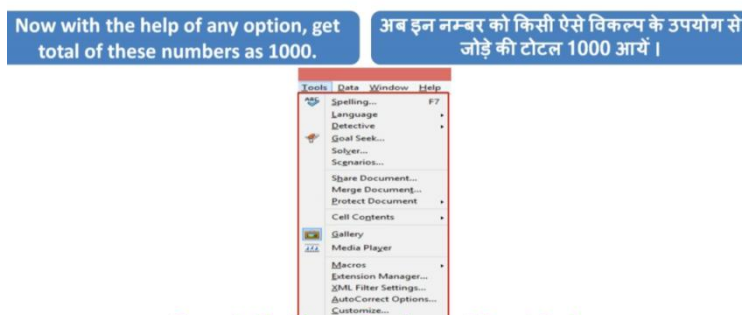 Now with the help of any option, get
total of these numbers as 1000.
अब इन नम्बर को किसी ऐसे विकल्प के उपयोग से
जोड़े की टोटल 1000 आयें ।
Tools Data Window Help
Spelling... F7
Language
Detective
Goal Seek...
Solver...
Scenarios...
Share Document...
Merge Document...
Protect Document
Cell Contents
Gallery
Media Player
Macros
Extension Manager...
XML Filter Settings...
AutoCorrect Options...
Customize...